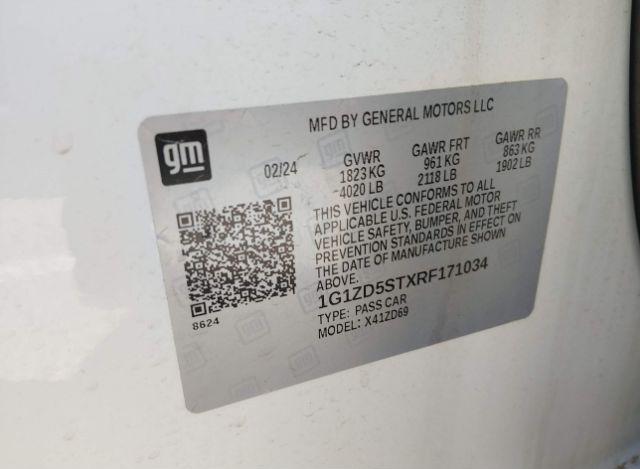 MFD BY GENERAL MOTORS LLC
gm
02/24
GVWR GAWR FRT GAWR RR
1823 KG 961 KG 863 KG
4020 LB 2118 LB 1902 LB
THIS VEHICLE CONFORMS TO ALL
APPLICABLE U.S. FEDERAL MOTOR
VEHICLE SAFETY, BUMPER, AND THEFT
PREVENTION STANDARDS IN EFFECT ON
THE DATE OF MANUFACTURE SHOWN
ABOVE.
1G1ZD5STXRF171034
TYPE: PASS CAR
MODEL: X41ZD69
8624